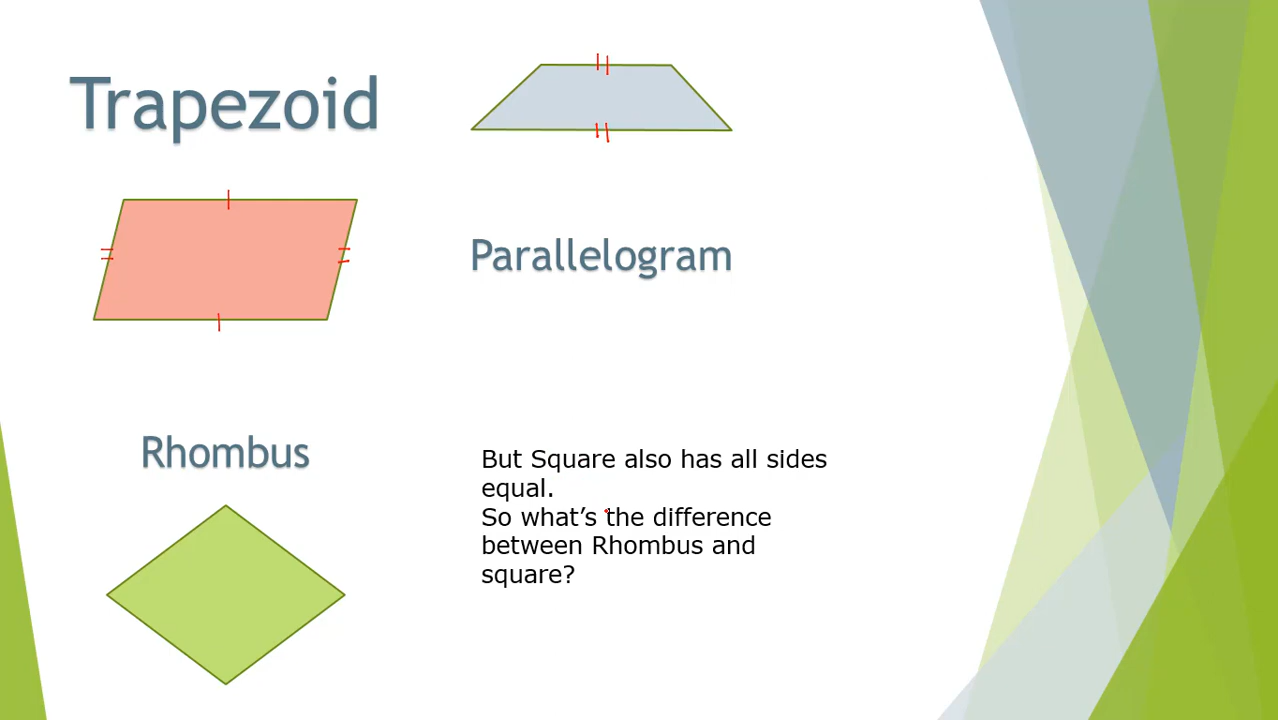 Trapezoid
Parallelogram
Rhombus
But Square also has all sides
equal.
So what’s the difference
between Rhombus and
square?